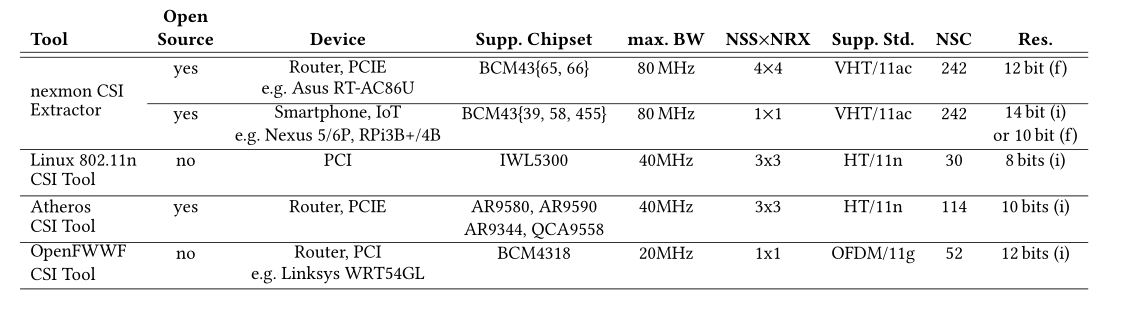 Tool Open Source Device Supp. Chipset max. BW NSS×NRX Supp. Std. NSC Res.
nexmon CSI Extractor yes Router, PCIE BCM43{65, 66} 80 MHz 4×4 VHT/11ac 242 12 bit (f)
e.g. Asus RT-AC86U
yes Smartphone, IoT BCM43{39, 58, 455} 80 MHz 1×1 VHT/11ac 242 14 bit (i)
e.g. Nexus 5/6P, RPi3B+/4B or 10 bit (f)
Linux 802.11n no PCI IWL5300 40MHz 3x3 HT/11n 30 8 bits (i)
CSI Tool
Atheros yes Router, PCIE AR9580, AR9590 40MHz 3x3 HT/11n 114 10 bits (i)
CSI Tool AR9344, QCA9558
OpenFWWF no Router, PCI BCM4318 20MHz 1x1 OFDM/11g 52 12 bits (i)
CSI Tool e.g. Linksys WRT54GL